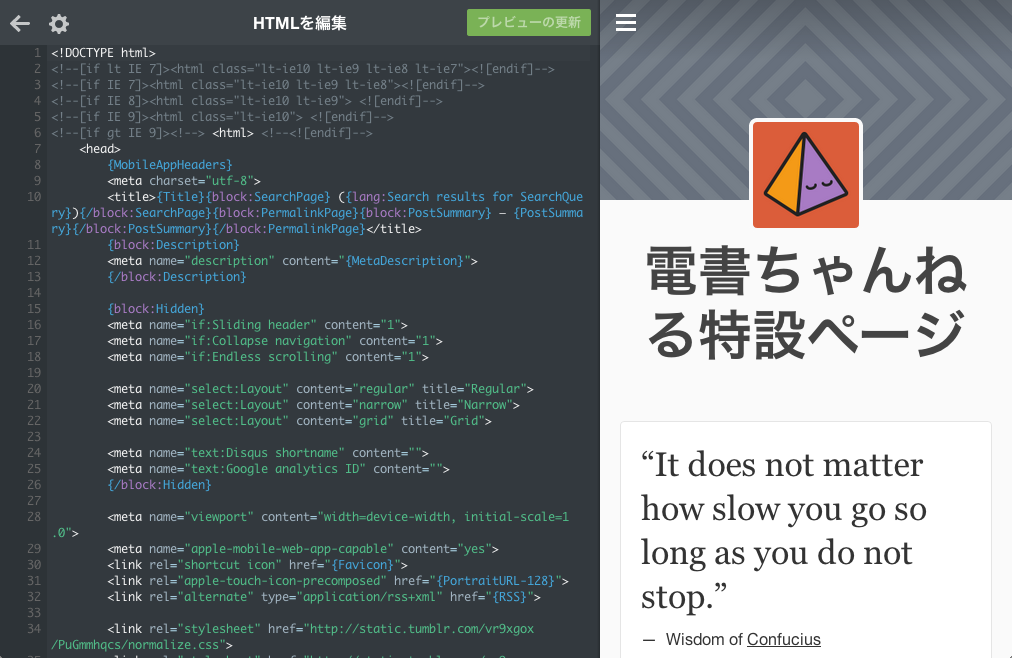 HTMLを編集
プレビューの更新
1 <!DOCTYPE html>
2 <!--[if lt IE 7]><html class="lt-ie10 lt-ie9 lt-ie8 lt-ie7"><![endif]-->
3 <!--[if IE 7]><html class="lt-ie10 lt-ie9 lt-ie8"><![endif]-->
4 <!--[if IE 8]><html class="lt-ie10 lt-ie9"> <![endif]-->
5 <!--[if IE 9]><html class="lt-ie10"> <![endif]-->
6 <!--[if gt IE 9]><!--> <html> <!--<![endif]-->
7 <head>
8 {MobileAppHeaders}
9 <meta charset="utf-8">
10 <title>{Title}{block:SearchPage} ({lang:Search results for SearchQue
ry}){/block:SearchPage}{block:PermalinkPage}{block:PostSummary} — {PostSumma
ry}{/block:PostSummary}{/block:PermalinkPage}</title>
11 {block:Description}
12 <meta name="description" content="{MetaDescription}">
13 {/block:Description}
14
15 {block:Hidden}
16 <meta name="if:Sliding header" content="1">
17 <meta name="if:Collapse navigation" content="1">
18 <meta name="if:Endless scrolling" content="1">
19
20 <meta name="select:Layout" content="regular" title="Regular">
21 <meta name="select:Layout" content="narrow" title="Narrow">
22 <meta name="select:Layout" content="grid" title="Grid">
23
24 <meta name="text:Disqus shortname" content="">
25 <meta name="text:Google analytics ID" content="">
26 {/block:Hidden}
27
28 <meta name="viewport" content="width=device-width, initial-scale=1
.0">
29 <meta name="apple-mobile-web-app-capable" content="yes">
30 <link rel="shortcut icon" href="{Favicon}">
31 <link rel="apple-touch-icon-precomposed" href="{PortraitURL-128}">
32 <link rel="alternate" type="application/rss+xml" href="{RSS}">
33
34 <link rel="stylesheet" href="http://static.tumblr.com/vr9xgox
/PuGmmhqcs/normalize.css">
電書ちゃんね
る特設ページ
“It does not matter
how slow you go so
long as you do not
stop.”
— Wisdom of Confucius